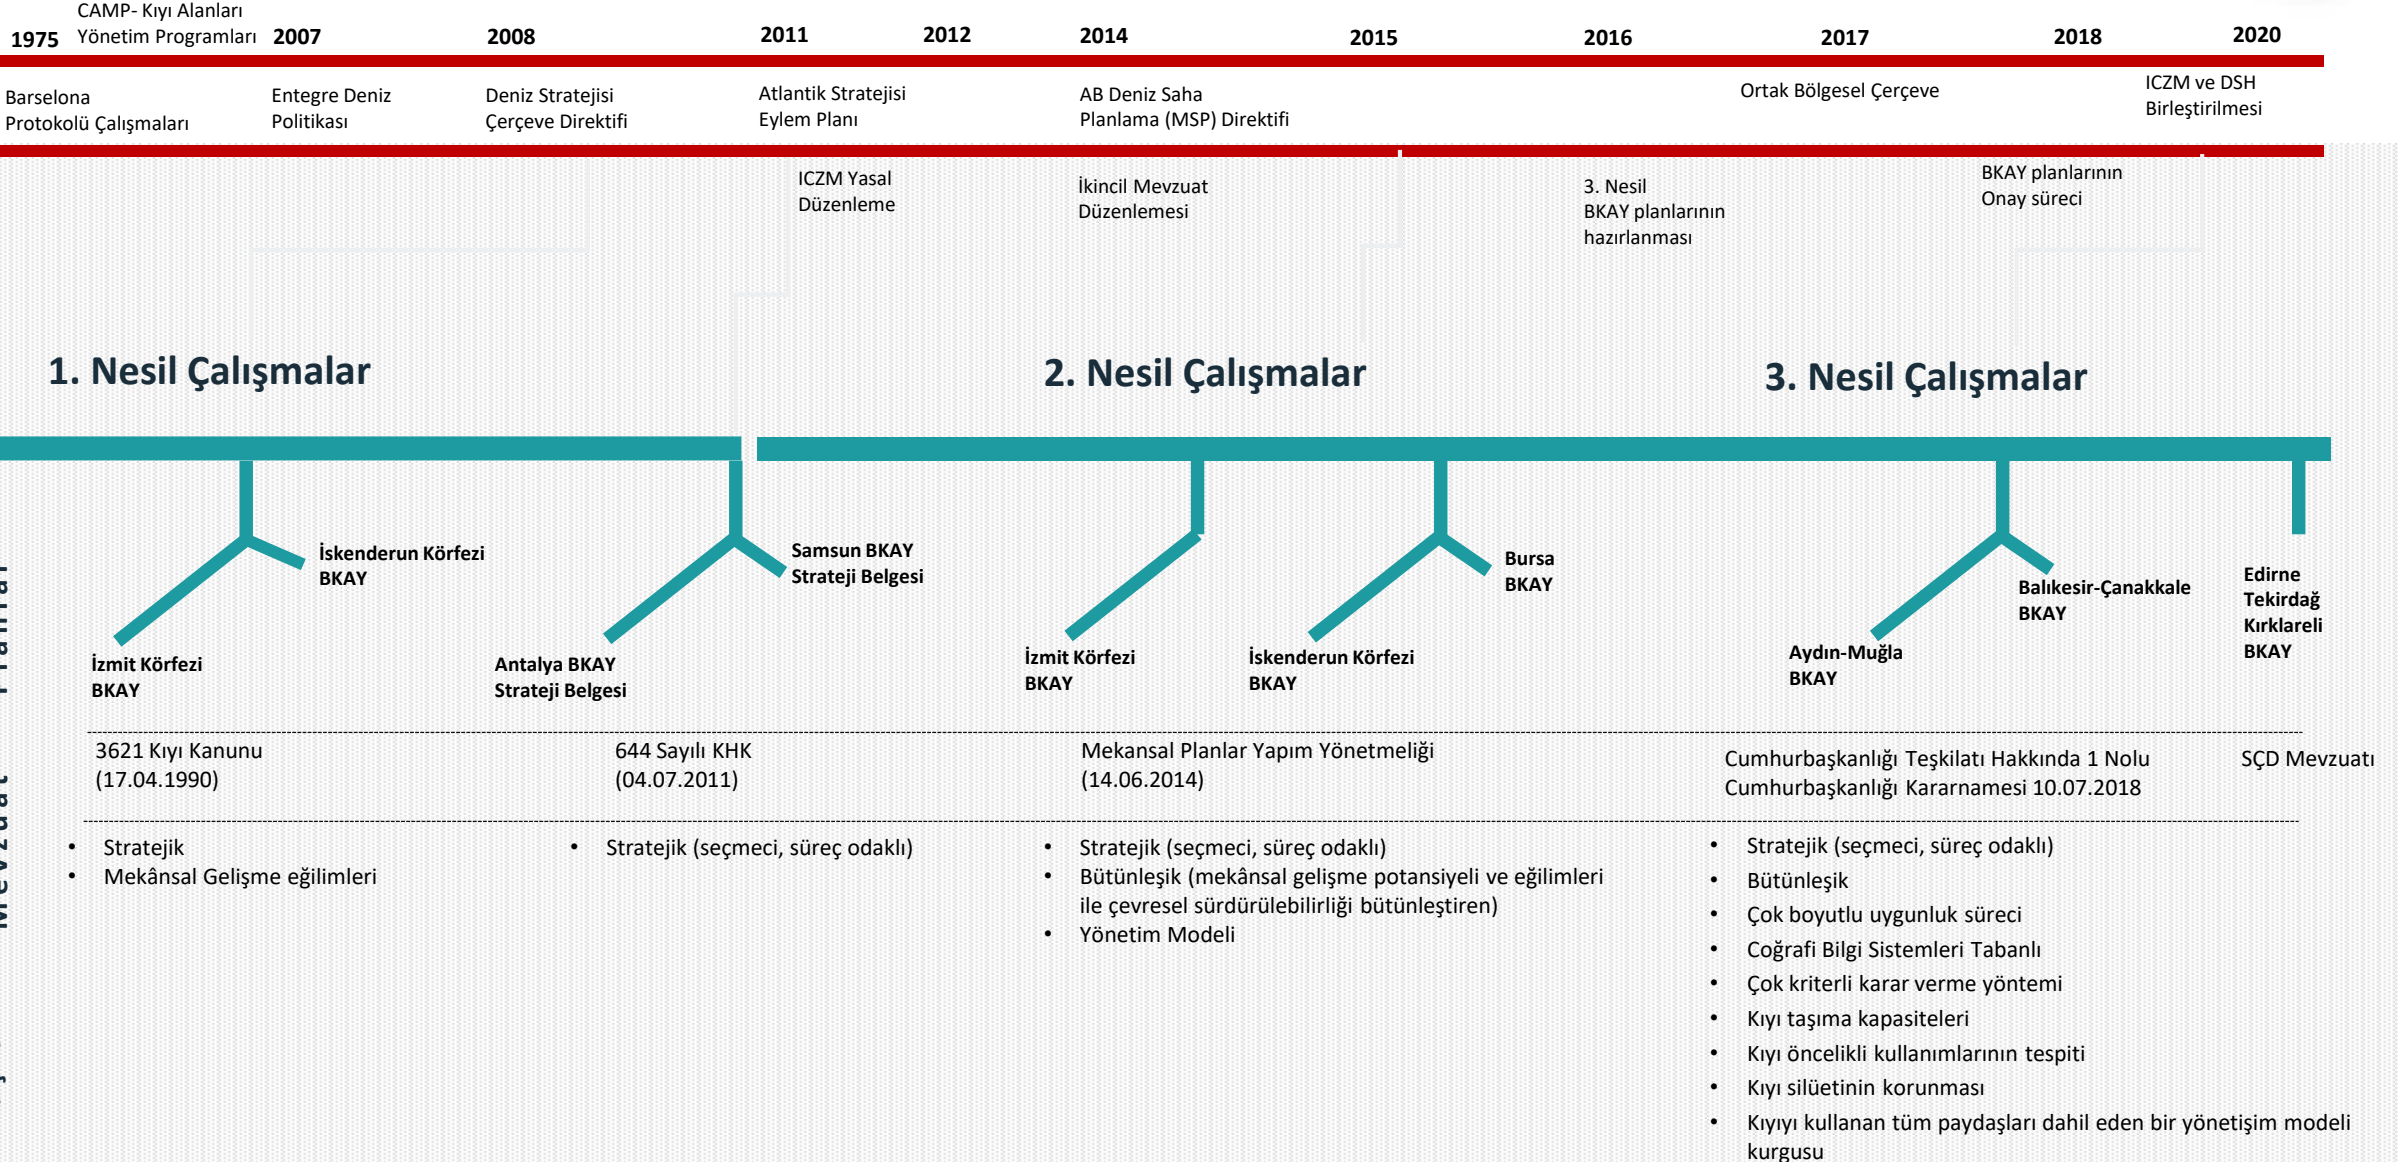 CAMP- Kıyı Alanları
Yönetim Programları
1975
2007
2008
2011
2012
2014
2015
2016
2017
2018
2020
Barselona
Protokolü Çalışmaları
Entegre Deniz
Politikası
Deniz Stratejisi
Çerçeve Direktifi
Atlantik Stratejisi
Eylem Planı
AB Deniz Saha
Planlama (MSP) Direktifi
Ortak Bölgesel Çerçeve
ICZM ve DSH
Birleştirilmesi
ICZM Yasal
Düzenleme
İkincil Mevzuat
Düzenlemesi
3. Nesil
BKAY planlarının
hazırlanması
BKAY planlarının
Onay süreci
1. Nesil Çalışmalar
2. Nesil Çalışmalar
3. Nesil Çalışmalar
İzmit Körfezi
BKAY
İskenderun Körfezi
BKAY
Antalya BKAY
Strateji Belgesi
Samsun BKAY
Strateji Belgesi
İzmit Körfezi
BKAY
İskenderun Körfezi
BKAY
Bursa
BKAY
Aydın-Muğla
BKAY
Balıkesir-Çanakkale
BKAY
Edirne
Tekirdağ
Kırklareli
BKAY
3621 Kıyı Kanunu
(17.04.1990)
644 Sayılı KHK
(04.07.2011)
Mekansal Planlar Yapım Yönetmeliği
(14.06.2014)
Cumhurbaşkanlığı Teşkilatı Hakkında 1 Nolu
Cumhurbaşkanlığı Kararnamesi 10.07.2018
SÇD Mevzuatı
• Stratejik
• Mekânsal Gelişme eğilimleri
• Stratejik (seçmeci, süreç odaklı)
• Stratejik (seçmeci, süreç odaklı)
• Bütünleşik (mekânsal gelişme potansiyeli ve eğilimleri
ile çevresel sürdürülebilirliği bütünleştiren)
• Yönetim Modeli
• Stratejik (seçmeci, süreç odaklı)
• Bütünleşik
• Çok boyutlu uygunluk süreci
• Coğrafi Bilgi Sistemleri Tabanlı
• Çok kriterli karar verme yöntemi
• Kıyı taşıma kapasiteleri
• Kıyı öncelikli kullanımlarının tespiti
• Kıyı silüetinin korunması
• Kıyıyı kullanan tüm paydaşları dahil eden bir yönetişim modeli
kurgusu